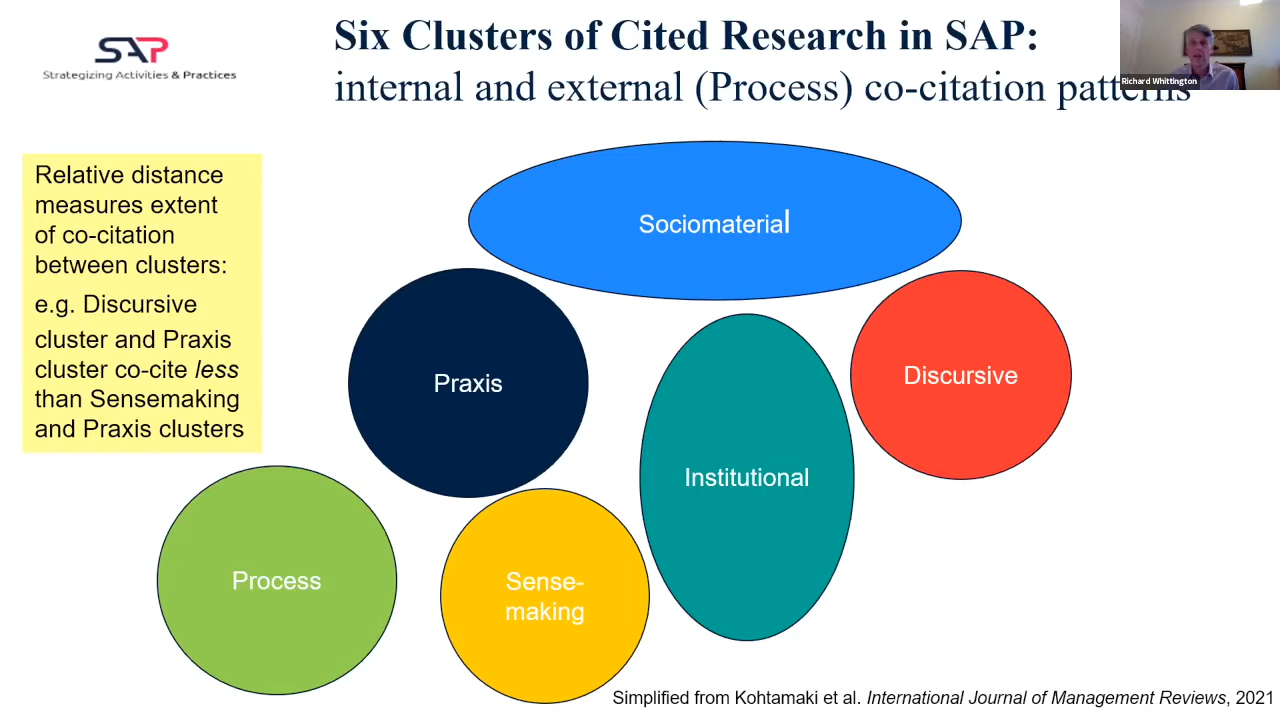 SAP
Strategizing Activities & Practices
Six Clusters of Cited Research in SAP:
internal and external (Process) co-citation patterns
Richard Whittington
Relative distance
measures extent
of co-citation
between clusters:
e.g. Discursive
cluster and Praxis
cluster co-cite less
than Sensemaking
and Praxis clusters
Sociomaterial
Praxis
Discursive
Institutional
Process
Sense-
making
Simplified from Kohtamaki et al. International Journal of Management Reviews, 2021